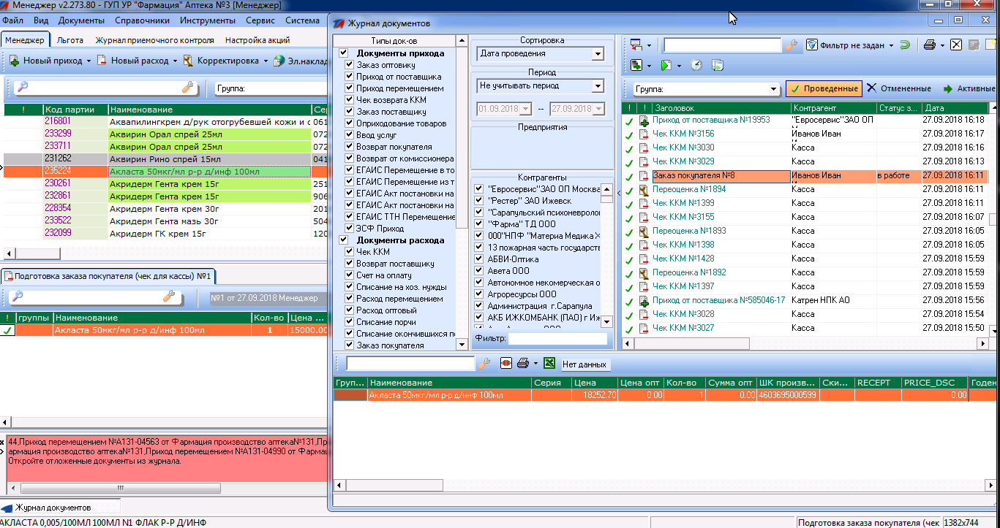 Менеджер v2.273.80 - ГУП УР "Фармация" Аптека №3 [Менеджер]
Файл Вид Документы Справочники Инструменты Сервис Система
Менеджер Льгота Журнал приемочного контроля Настройка акций
Новый приход Новый расход Корректировка Эл.наклад
Группа:
! Код партии Наименование Сер
216801 Аквапилингкрем д/рук отогрубевшей кожи и с 061
233299 Аквирин Орал спрей 25мл 072
233711 Аквирин Орал спрей 25мл 072
231262 Аквирин Рино спрей 15мл 041
235224 Акласта 50мкг/мл р-р д/инф 100мл
230261 Акридерм Гента крем 15г 251
232661 Акридерм Гента крем 15г 906
228354 Акридерм Гента крем 30г 201
233522 Акридерм Гента мазь 30г 504
232099 Акридерм ГК крем 15г 120
Подготовка заказа покупателя (чек для кассы) №1
№1 от 27.09.2018 Менеджер
! группы Наименование Кол-во Цена ...
Акласта 50мкг/мл р-р д/инф 100мл 1 15000.00
44,Приход перемещением №А131-04563 от Фармация производство аптека№131,Пр
армация производство аптека№131,Приход перемещением №А131-04990 от Фармац
Откройте отложенные документы из журнала.
Журнал документов
АКЛАСТА 0,005/100МЛ 100МЛ N1 ФЛАК Р-Р Д/ИНФ
Подготовка заказа покупателя (чек 1382x744
Журнал документов
Типы док-ов
Документы прихода
Заказ оптовику
Приход от поставщика
Приход перемещением
Чек возврата ККМ
Заказ поставщику
Оприходование товаров
Ввод услуг
Возврат покупателя
Возврат от комиссионера
ЕГАИС Перемещение в то
ЕГАИС Перемещение из т
ЕГАИС Акт постановки на
ЕГАИС Акт постановки на
ЕГАИС ТТН Перемещение
ЭСФ Приход
Документы расхода
Чек ККМ
Возврат поставщику
Счет на оплату
Списание на хоз. нужды
Расход перемещением
Расход оптовый
Списание порчи
Списание окончившихся по
Заказ покупателя
Сортировка
Дата проведения
Период
Не учитывать период
01.09.2018 -- 27.09.2018
Предприятия
Контрагенты
"Евросервис"ЗАО ОП Москва
"Рестер" ЗАО Ижевск
"Сарапульский психоневролог
"Фарма" ТД ООО
000"НПФ "Материа Медика Х
13 пожарная часть государств
АБВИ-Оптика
Авета ООО
Автономное некомерческая о
Агроресурсы ООО
Администрация г.Сарапула
АКБ ИЖКОМБАНК (ПАО) г Иж
Фильтр:
Фильтр не задан
Группа: Проведенные Отмененные Активные
! ! Заголовок Контрагент Статус з... Дата
Приход от поставщика №19953 "Евросервис"ЗАО ОП 27.09.2018 16:18
Чек ККМ №3156 Иванов Иван 27.09.2018 16:17
Чек ККМ №3030 Касса 27.09.2018 16:16
Чек ККМ №3029 Касса 27.09.2018 16:13
Заказ покупателя №8 Иванов Иван в работе 27.09.2018 16:11
Переоценка №1894 Касса 27.09.2018 16:11
Чек ККМ №1399 Касса 27.09.2018 16:11
Чек ККМ №3155 Касса 27.09.2018 16:07
Переоценка №1893 Касса 27.09.2018 16:05
Чек ККМ №1398 Касса 27.09.2018 16:05
Чек ККМ №1428 Касса 27.09.2018 15:59
Переоценка №1892 Касса 27.09.2018 15:59
Чек ККМ №1397 Касса 27.09.2018 15:59
Приход от поставщика №585046-17 Катрен НПК АО 27.09.2018 15:56
Чек ККМ №3028 Касса 27.09.2018 15:54
Чек ККМ №3027 Касса 27.09.2018 15:50
Нет данных
Груп... Наименование Серия Цена Цена опт Кол-во Сумма опт ШК произв... Ски... RECEPT PRICE_DSC Годен
Акласта 50мкг/мл р-р д/инф 100мл 18252.70 0.00 1 0.00 4603695000599 0.00